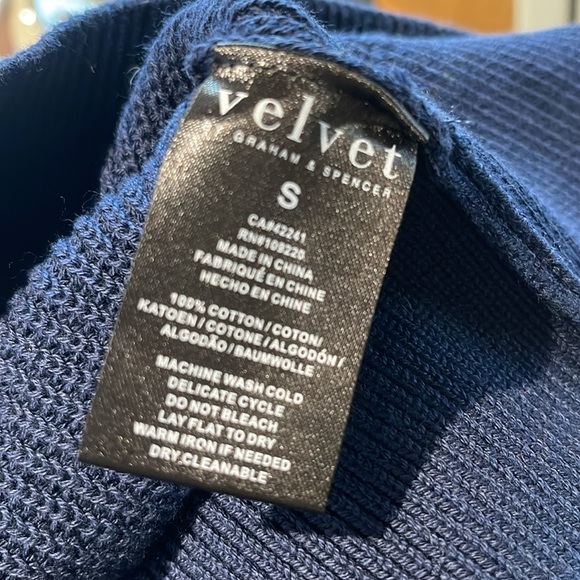 velvet
BY GRAHAM & SPENCER
S
CA#42241
RN#109220
MADE IN CHINA
FABRIQUÉ EN CHINE
HECHO EN CHINE
100% COTTON / COTON /
KATOEN / COTONE / ALGODÓN /
ALGODÃO / BAUMWOLLE
MACHINE WASH COLD
DELICATE CYCLE
DO NOT BLEACH
LAY FLAT TO DRY
WARM IRON IF NEEDED
DRY CLEANABLE